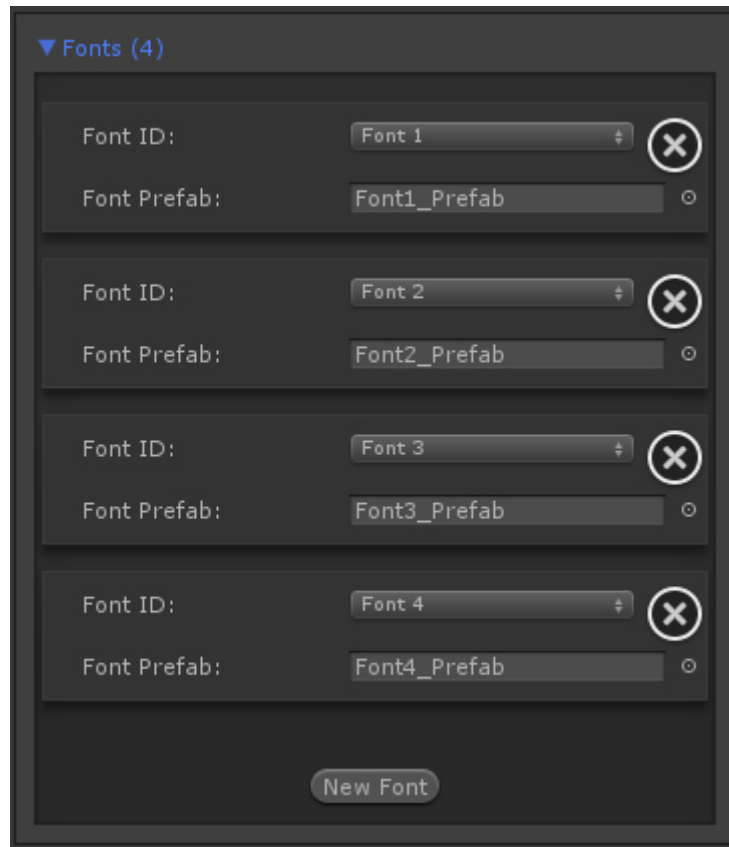 Fonts (4)
Font ID: Font 1
Font Prefab: Font1_Prefab
Font ID: Font 2
Font Prefab: Font2_Prefab
Font ID: Font 3
Font Prefab: Font3_Prefab
Font ID: Font 4
Font Prefab: Font4_Prefab
New Font